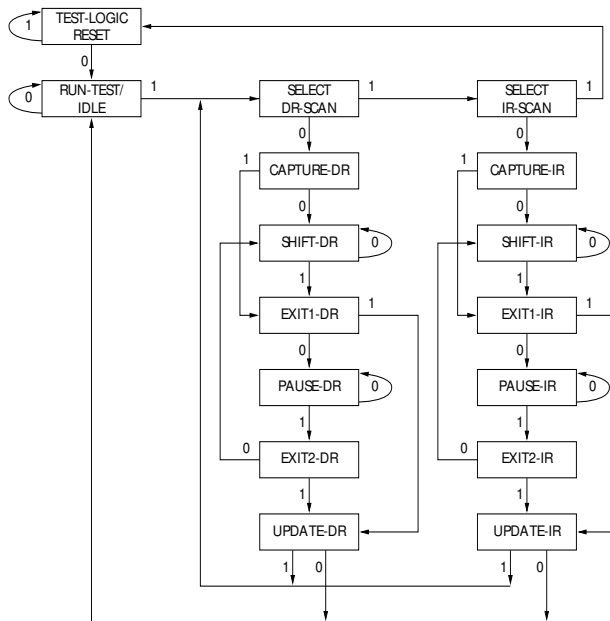 1
TEST-LOGIC
RESET
0
0
RUN-TEST/
IDLE
1
SELECT
DR-SCAN
1
SELECT
IR-SCAN
1
0
0
1
CAPTURE-DR
1
CAPTURE-IR
0
0
SHIFT-DR
0
SHIFT-IR
0
1
1
EXIT1-DR
1
EXIT1-IR
1
0
0
PAUSE-DR
0
PAUSE-IR
0
1
1
0
EXIT2-DR
0
EXIT2-IR
1
1
UPDATE-DR
UPDATE-IR
1
0
1
0